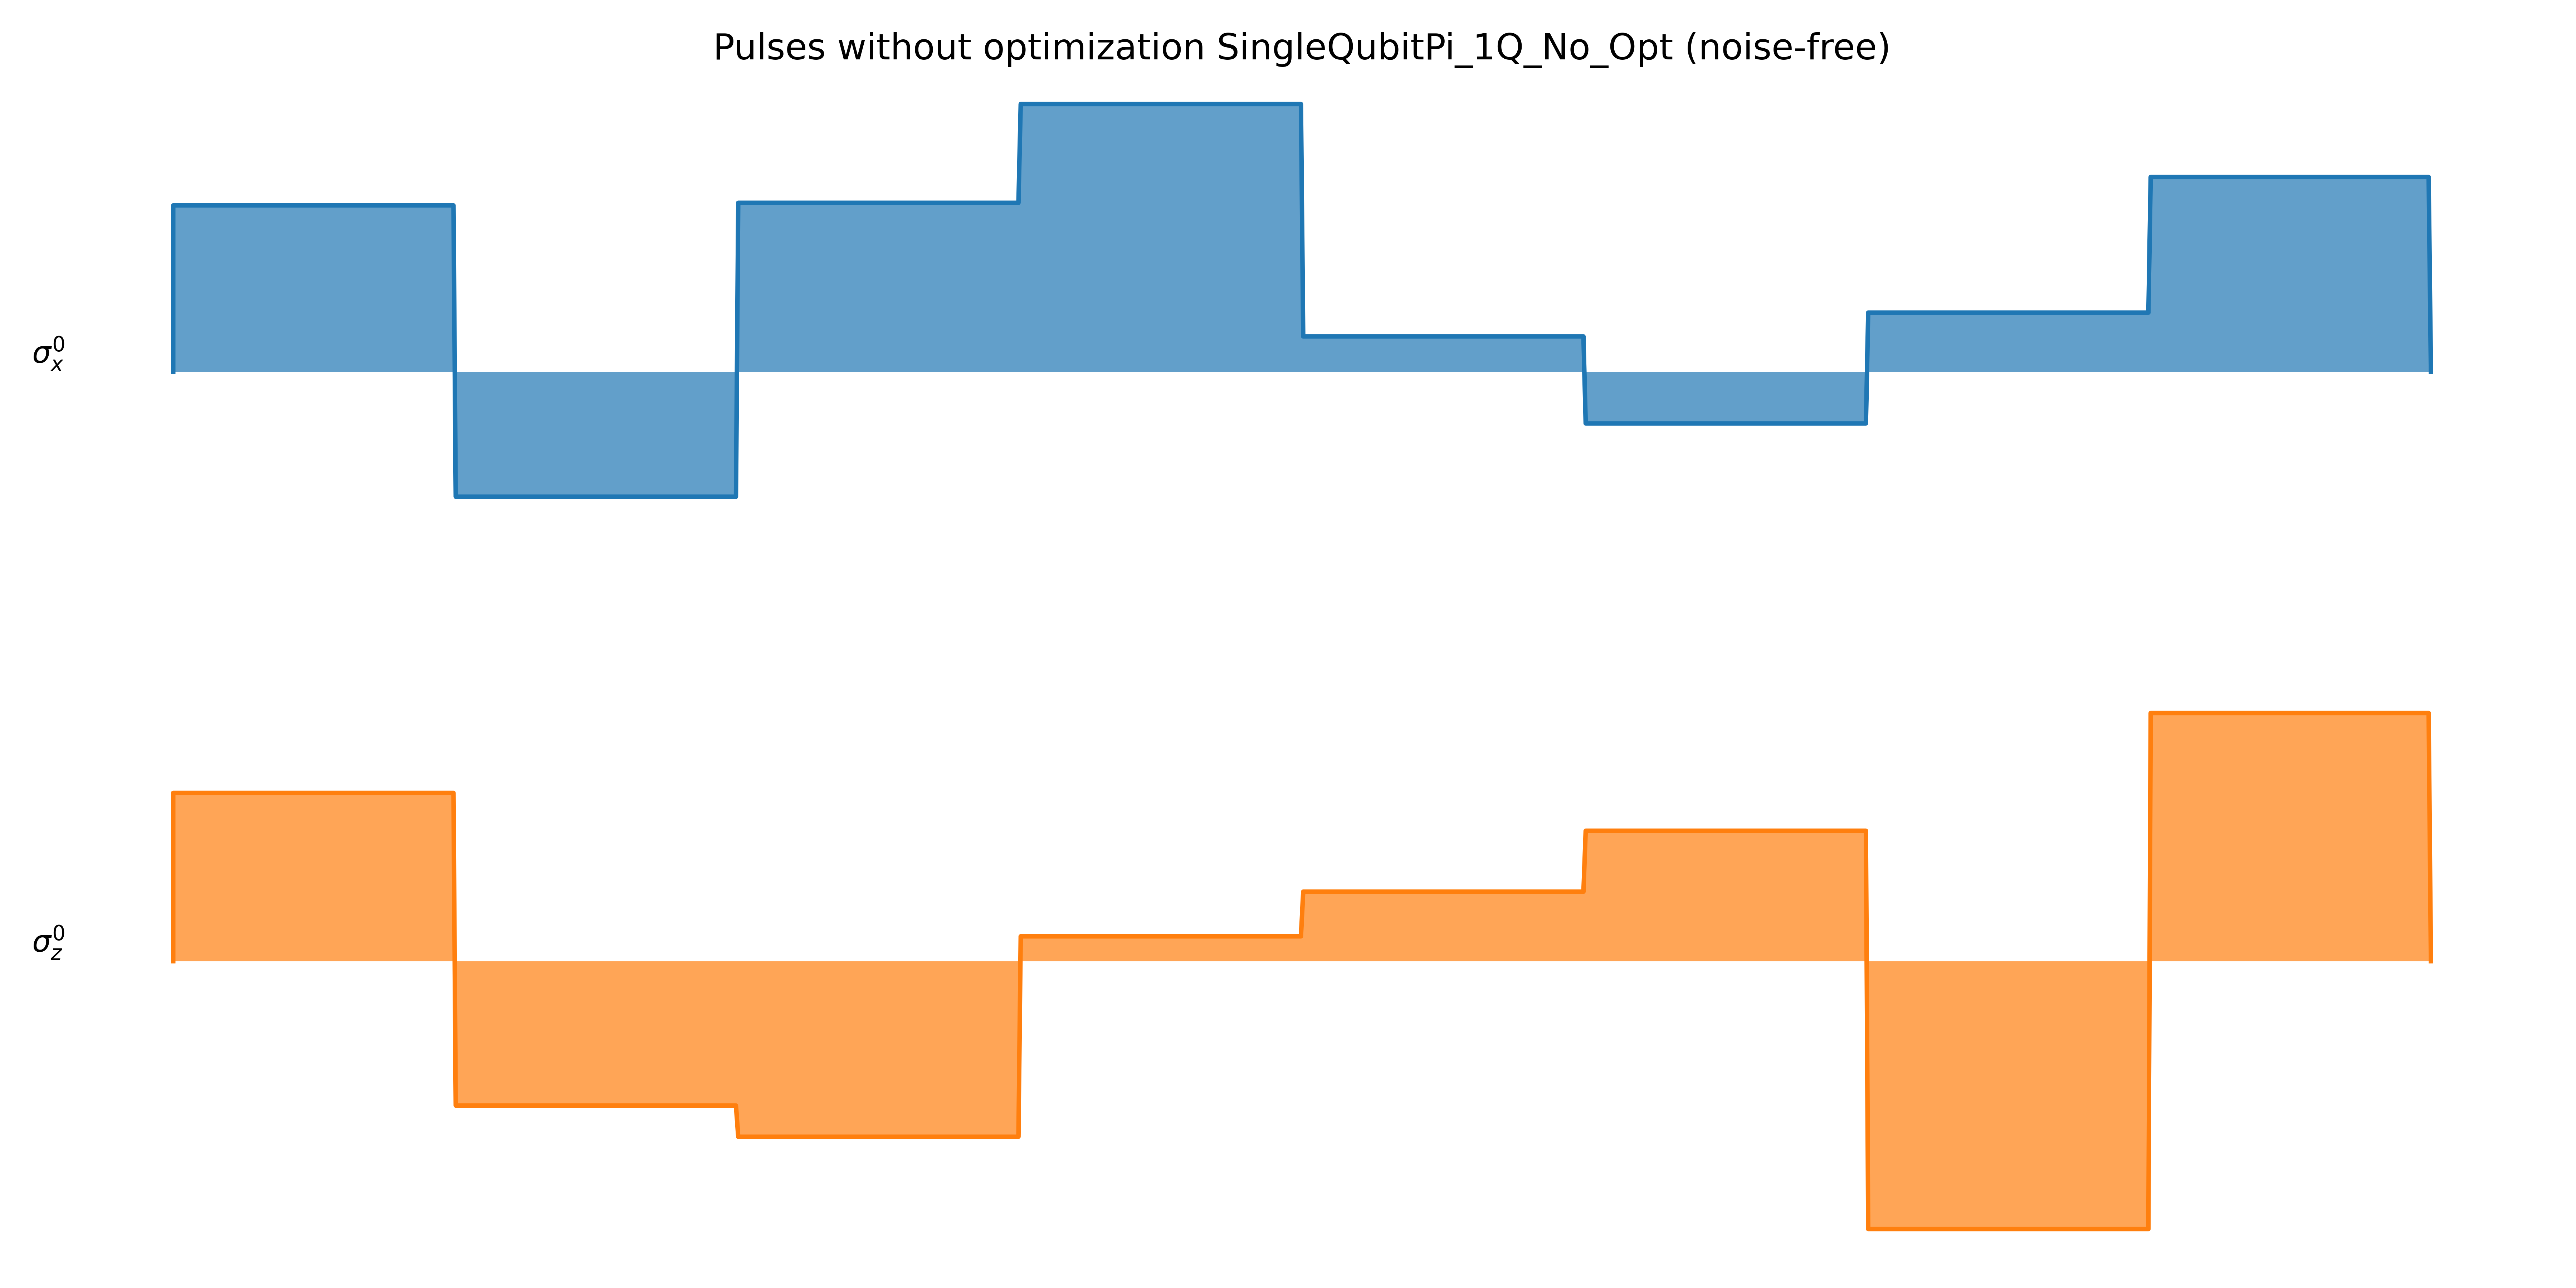 Pulses without optimization SingleQubitPi_1Q_No_Opt (noise-free)
σ_x^0
σ_z^0